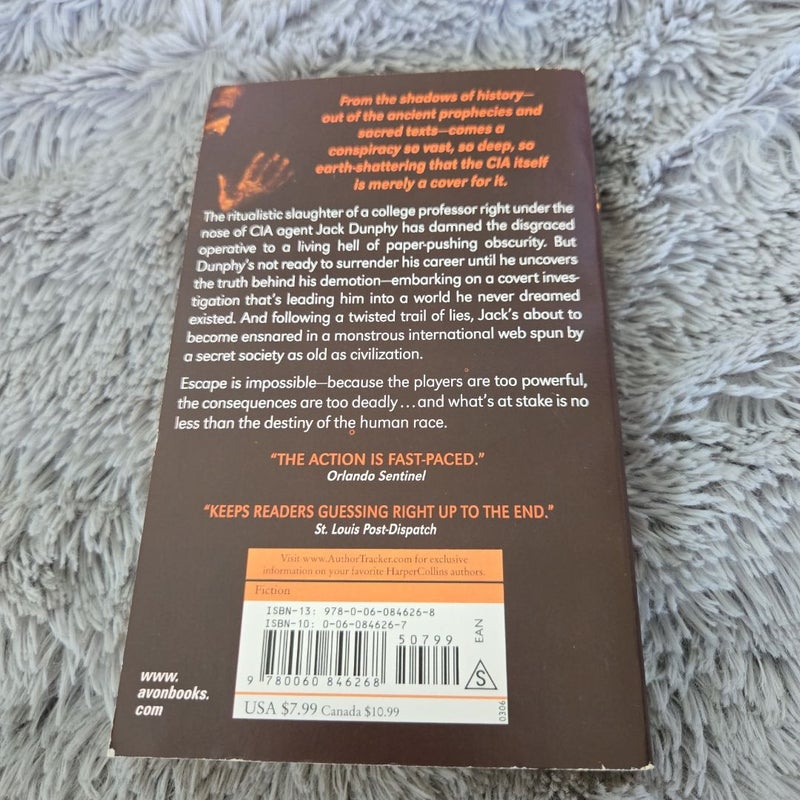 From the shadows of history—
out of the ancient prophecies and
sacred texts—comes a
conspiracy so vast, so deep, so
earth-shattering that the CIA itself
is merely a cover for it.
The ritualistic slaughter of a college professor right under the
nose of CIA agent Jack Dunphy has damned the disgraced
operative to a living hell of paper-pushing obscurity. But
Dunphy's not ready to surrender his career until he uncovers
the truth behind his demotion—embarking on a covert inves-
tigation that's leading him into a world he never dreamed
existed. And following a twisted trail of lies, Jack's about to
become ensnared in a monstrous international web spun by
a secret society as old as civilization.
Escape is impossible—because the players are too powerful,
the consequences are too deadly...and what's at stake is no
less than the destiny of the human race.
"THE ACTION IS FAST-PACED."
Orlando Sentinel
"KEEPS READERS GUESSING RIGHT UP TO THE END."
St. Louis Post-Dispatch
Visit www.AuthorTracker.com for exclusive
information on your favorite HarperCollins authors.
Fiction
ISBN-13: 978-0-06-084626-8
ISBN-10: 0-06-084626-7
50799
EAN
9 780060 846268
S
USA $7.99 Canada $10.99
0306
www.
avonbooks.
com